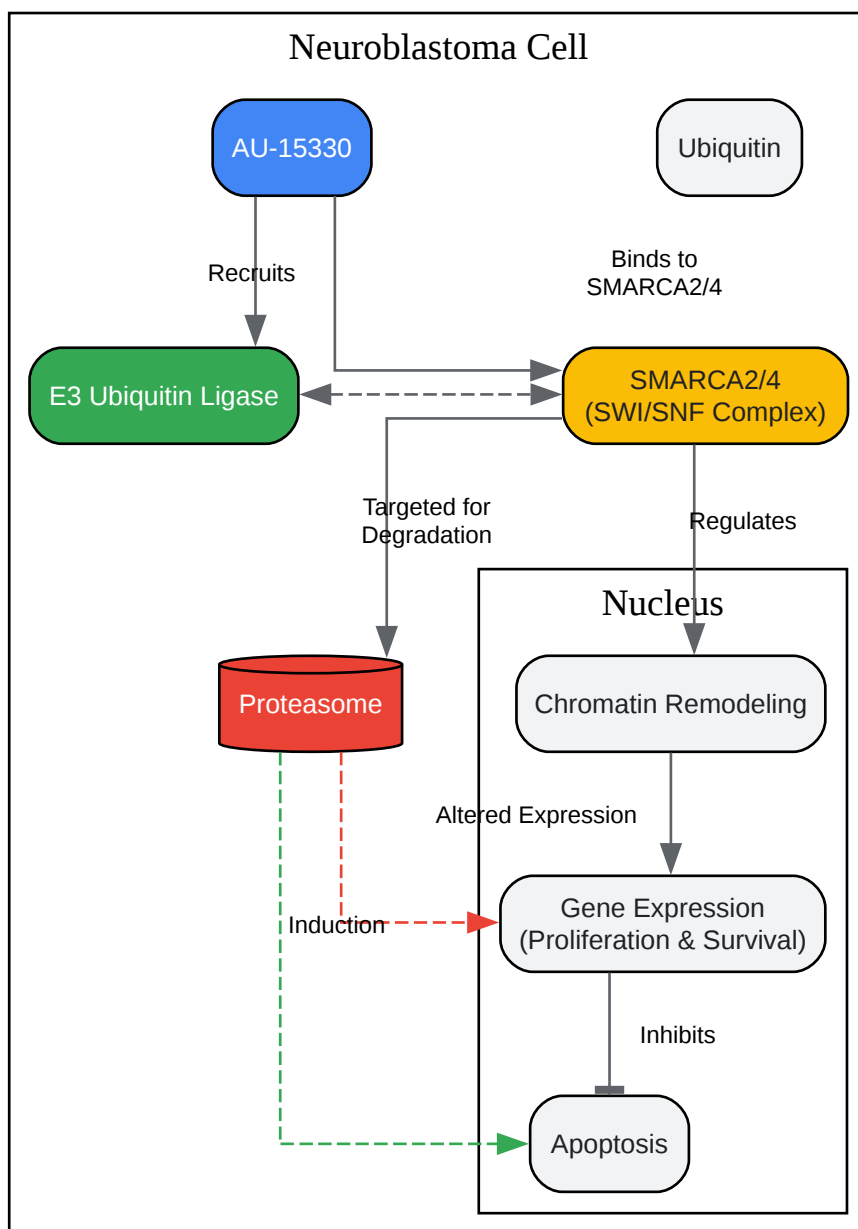 Neuroblastoma Cell
AU-15330
Ubiquitin
Recruits
Binds to
SMARCA2/4
E3 Ubiquitin Ligase
SMARCA2/4
(SWI/SNF Complex)
Targeted for
Degradation
Regulates
Nucleus
Proteasome
Chromatin Remodeling
Altered Expression
Gene Expression
(Proliferation & Survival)
Induction
Inhibits
Apoptosis